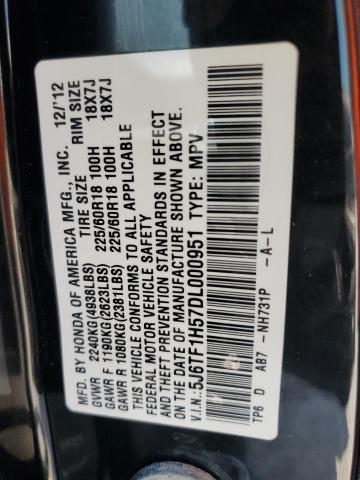 MFD. BY HONDA OF AMERICA MFG., INC. 12/'12
GVWR 2240KG(4938LBS) TIRE SIZE RIM SIZE
GAWR F 1190KG(2623LBS) 225/60R18 100H 18X7J
GAWR R 1080KG(2381LBS) 225/60R18 100H 18X7J
THIS VEHICLE CONFORMS TO ALL APPLICABLE
FEDERAL MOTOR VEHICLE SAFETY
AND THEFT PREVENTION STANDARDS IN EFFECT
ON THE DATE OF MANUFACTURE SHOWN ABOVE.
V.I.N.:5J6TF1H57DL000951 TYPE: MPV
TP6 D AB7 -NH731P -A-L